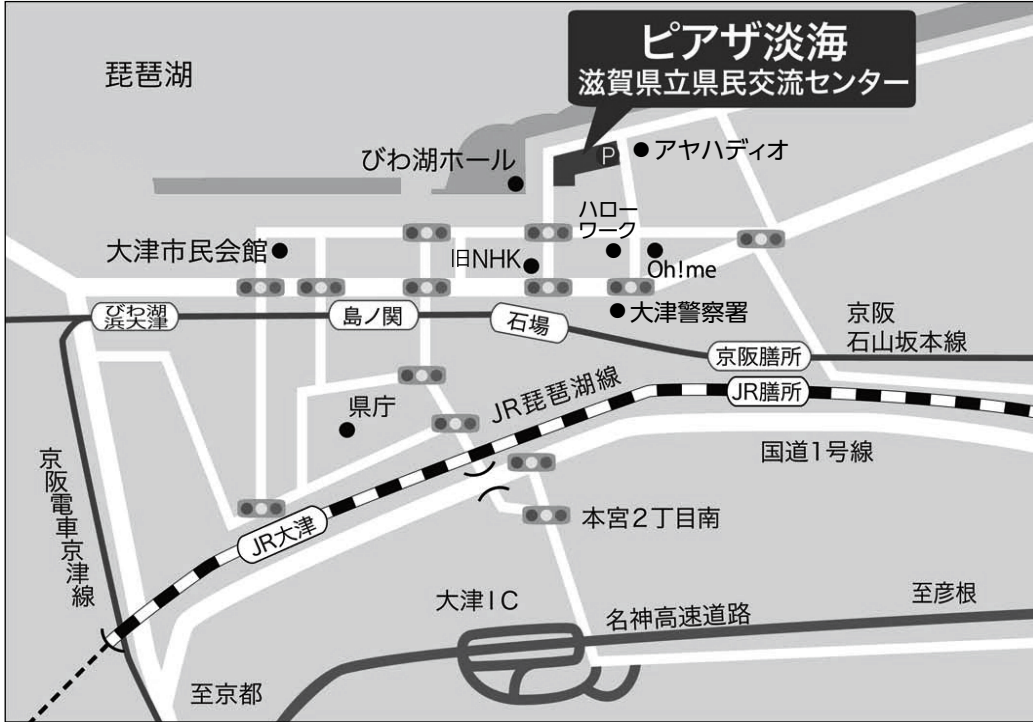 ピアザ淡海
滋賀県立県民交流センター
琵琶湖
P
アヤハディオ
びわ湖ホール
ハロー
ワーク
大津市民会館
旧NHK
Oh!me
びわ湖
浜大津
島ノ関
石場
大津警察署
京阪
石山坂本線
京阪膳所
JR琵琶湖線
JR膳所
県庁
国道1号線
京阪電車京津線
JR大津
本宮2丁目南
大津IC
名神高速道路
至彦根
至京都